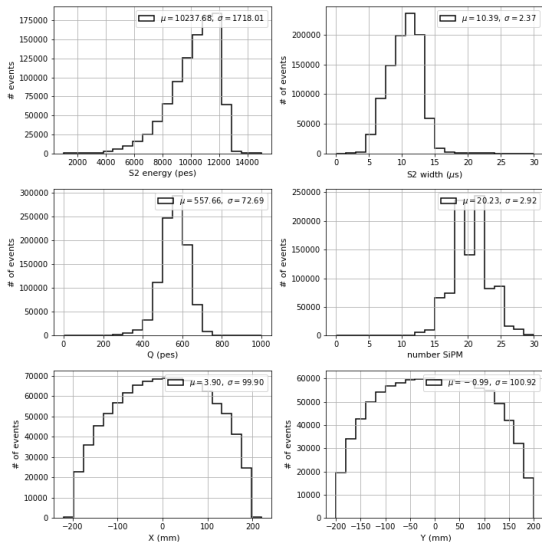 μ=10237.68, σ=1718.01
175000
150000
125000
100000
75000
50000
25000
0
# events
2000 4000 6000 8000 10000 12000 14000
S2 energy (pes)
μ=10.39, σ=2.37
200000
150000
100000
50000
0
# of events
0 5 10 15 20 25 30
S2 width (μs)
μ=557.66, σ=72.69
300000
250000
200000
150000
100000
50000
0
# of events
0 200 400 600 800 1000
Q (pes)
μ=20.23, σ=2.92
250000
200000
150000
100000
50000
0
# of events
0 5 10 15 20 25 30
number SiPM
μ=3.90, σ=99.90
70000
60000
50000
40000
30000
20000
10000
0
# of events
−200 −100 0 100 200
X (mm)
μ=−0.99, σ=100.92
60000
50000
40000
30000
20000
10000
0
# of events
−200 −150 −100 −50 0 50 100 150 200
Y (mm)